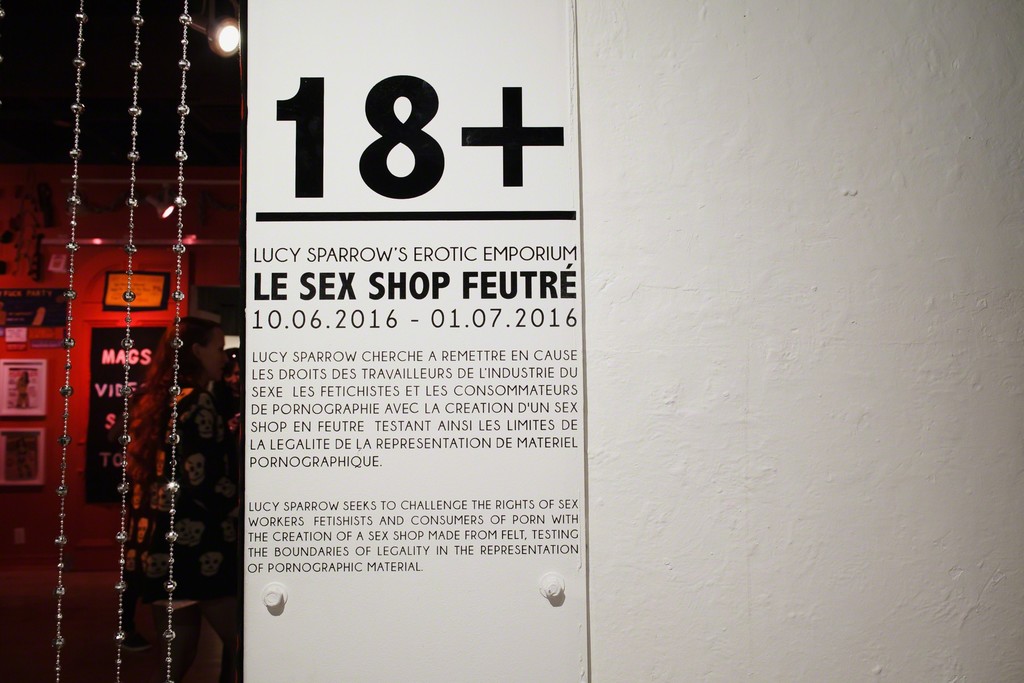 18+
LUCY SPARROW'S EROTIC EMPORIUM
LE SEX SHOP FEUTRÉ
10.06.2016 - 01.07.2016
LUCY SPARROW CHERCHE A REMETTRE EN CAUSE
LES DROITS DES TRAVAILLEURS DE L'INDUSTRIE DU
SEXE LES FETICHISTES ET LES CONSOMMATEURS
DE PORNOGRAPHIE AVEC LA CREATION D'UN SEX
SHOP EN FEUTRE TESTANT AINSI LES LIMITES DE
LA LEGALITE DE LA REPRESENTATION DE MATERIEL
PORNOGRAPHIQUE.
LUCY SPARROW SEEKS TO CHALLENGE THE RIGHTS OF SEX
WORKERS FETISHISTS AND CONSUMERS OF PORN WITH
THE CREATION OF A SEX SHOP MADE FROM FELT, TESTING
THE BOUNDARIES OF LEGALITY IN THE REPRESENTATION
OF PORNOGRAPHIC MATERIAL.
PARTY
MAGS